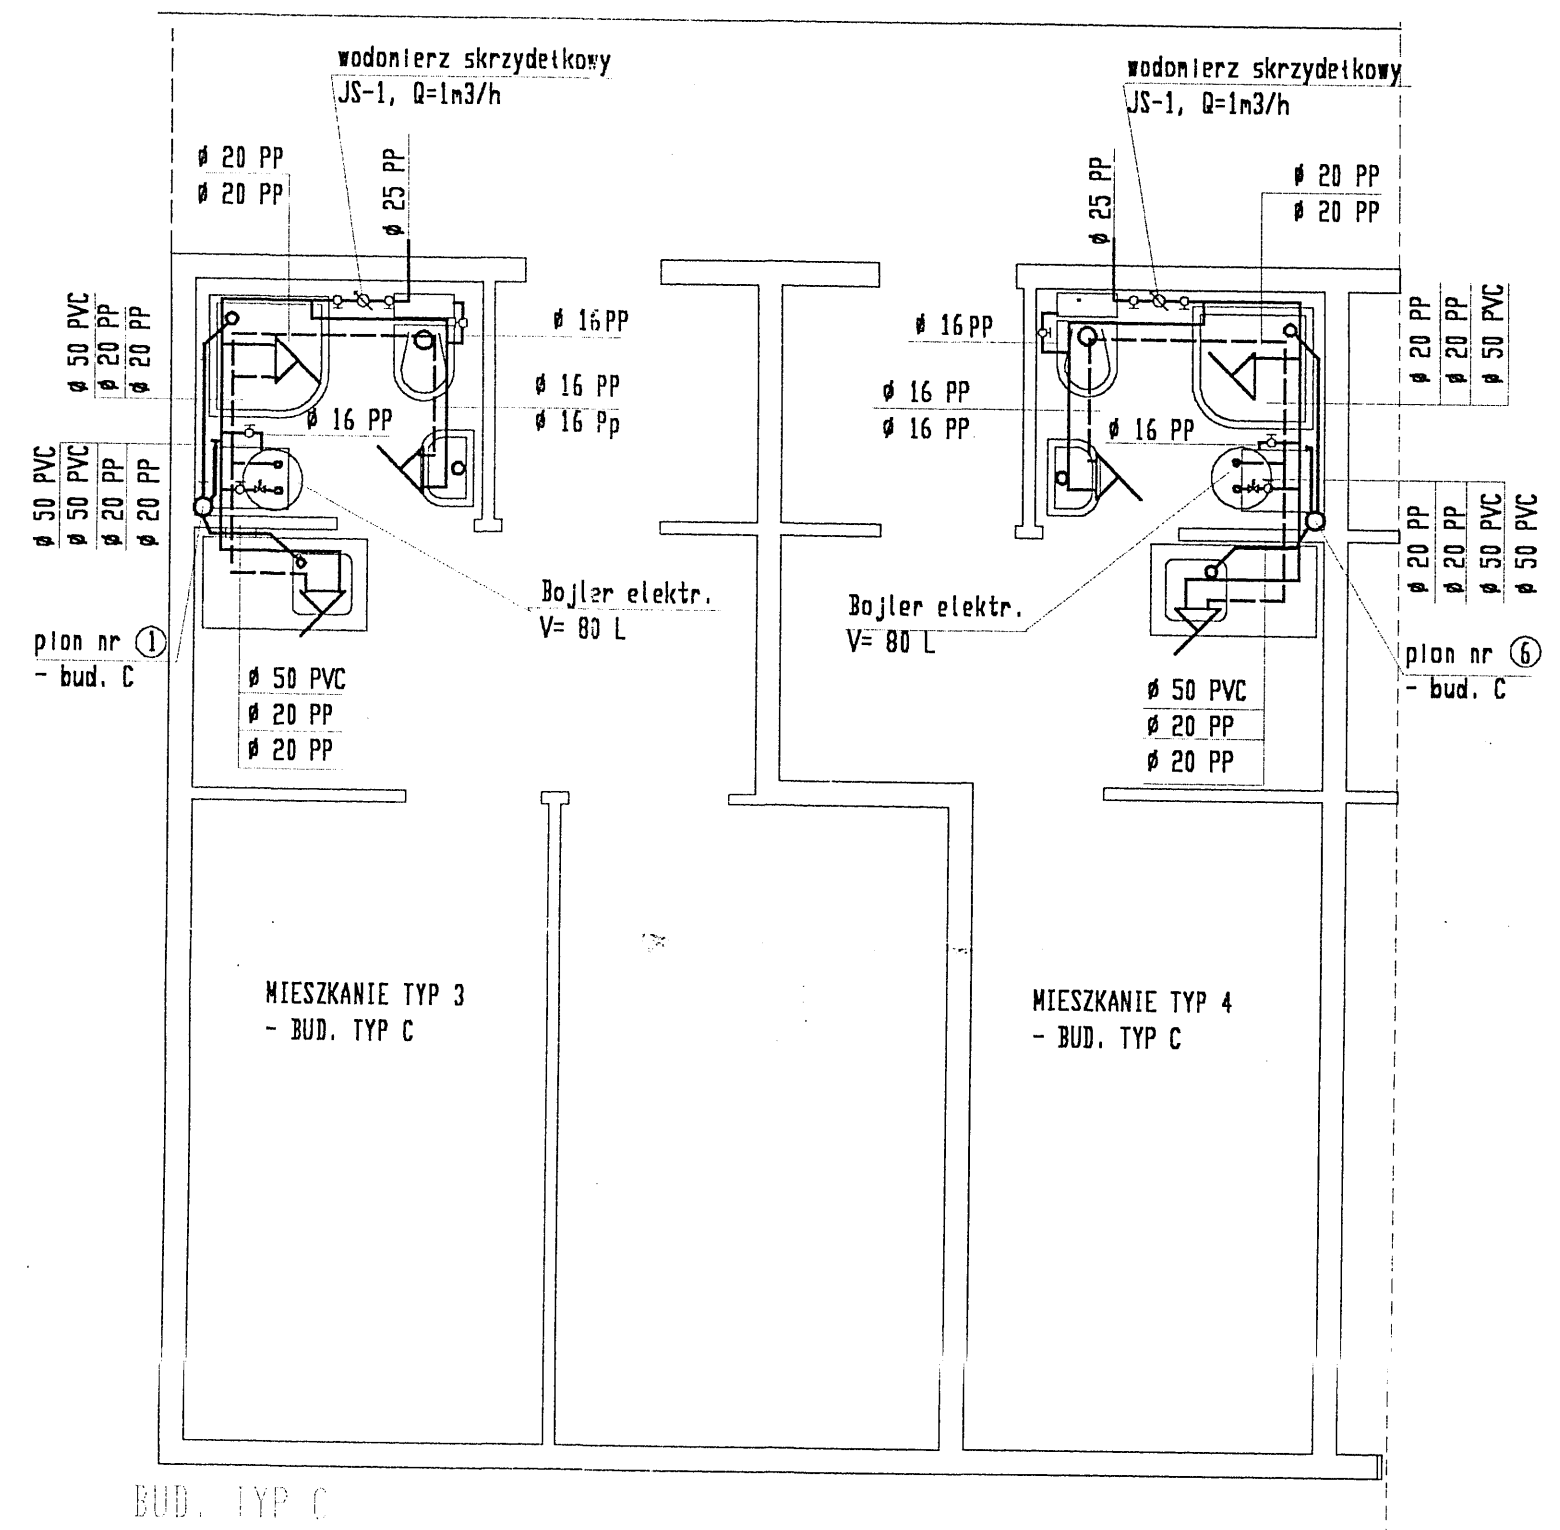 wodomierz skrzydełkowy
JS-1, Q=1m3/h
wodomierz skrzydełkowy
JS-1, Q=1m3/h
ø 20 PP
ø 20 PP
ø 25 PP
ø 25 PP
ø 20 PP
ø 20 PP
ø 50 PVC
ø 20 PP
ø 20 PP
ø 16PP
ø 16PP
ø 20 PP
ø 20 PP
ø 50 PVC
ø 16 PP
ø 16 Pp
ø 16 PP
ø 16 PP
ø 16 PP
ø 16 PP
ø 50 PVC
ø 50 PVC
ø 20 PP
ø 20 PP
ø 20 PP
ø 20 PP
ø 50 PVC
ø 50 PVC
Bojler elektr.
V= 80 L
Bojler elektr.
V= 80 L
pion nr 1
- bud. C
pion nr 6
- bud. C
ø 50 PVC
ø 20 PP
ø 20 PP
ø 50 PVC
ø 20 PP
ø 20 PP
MIESZKANIE TYP 3
- BUD. TYP C
MIESZKANIE TYP 4
- BUD. TYP C
BUD. TYP C